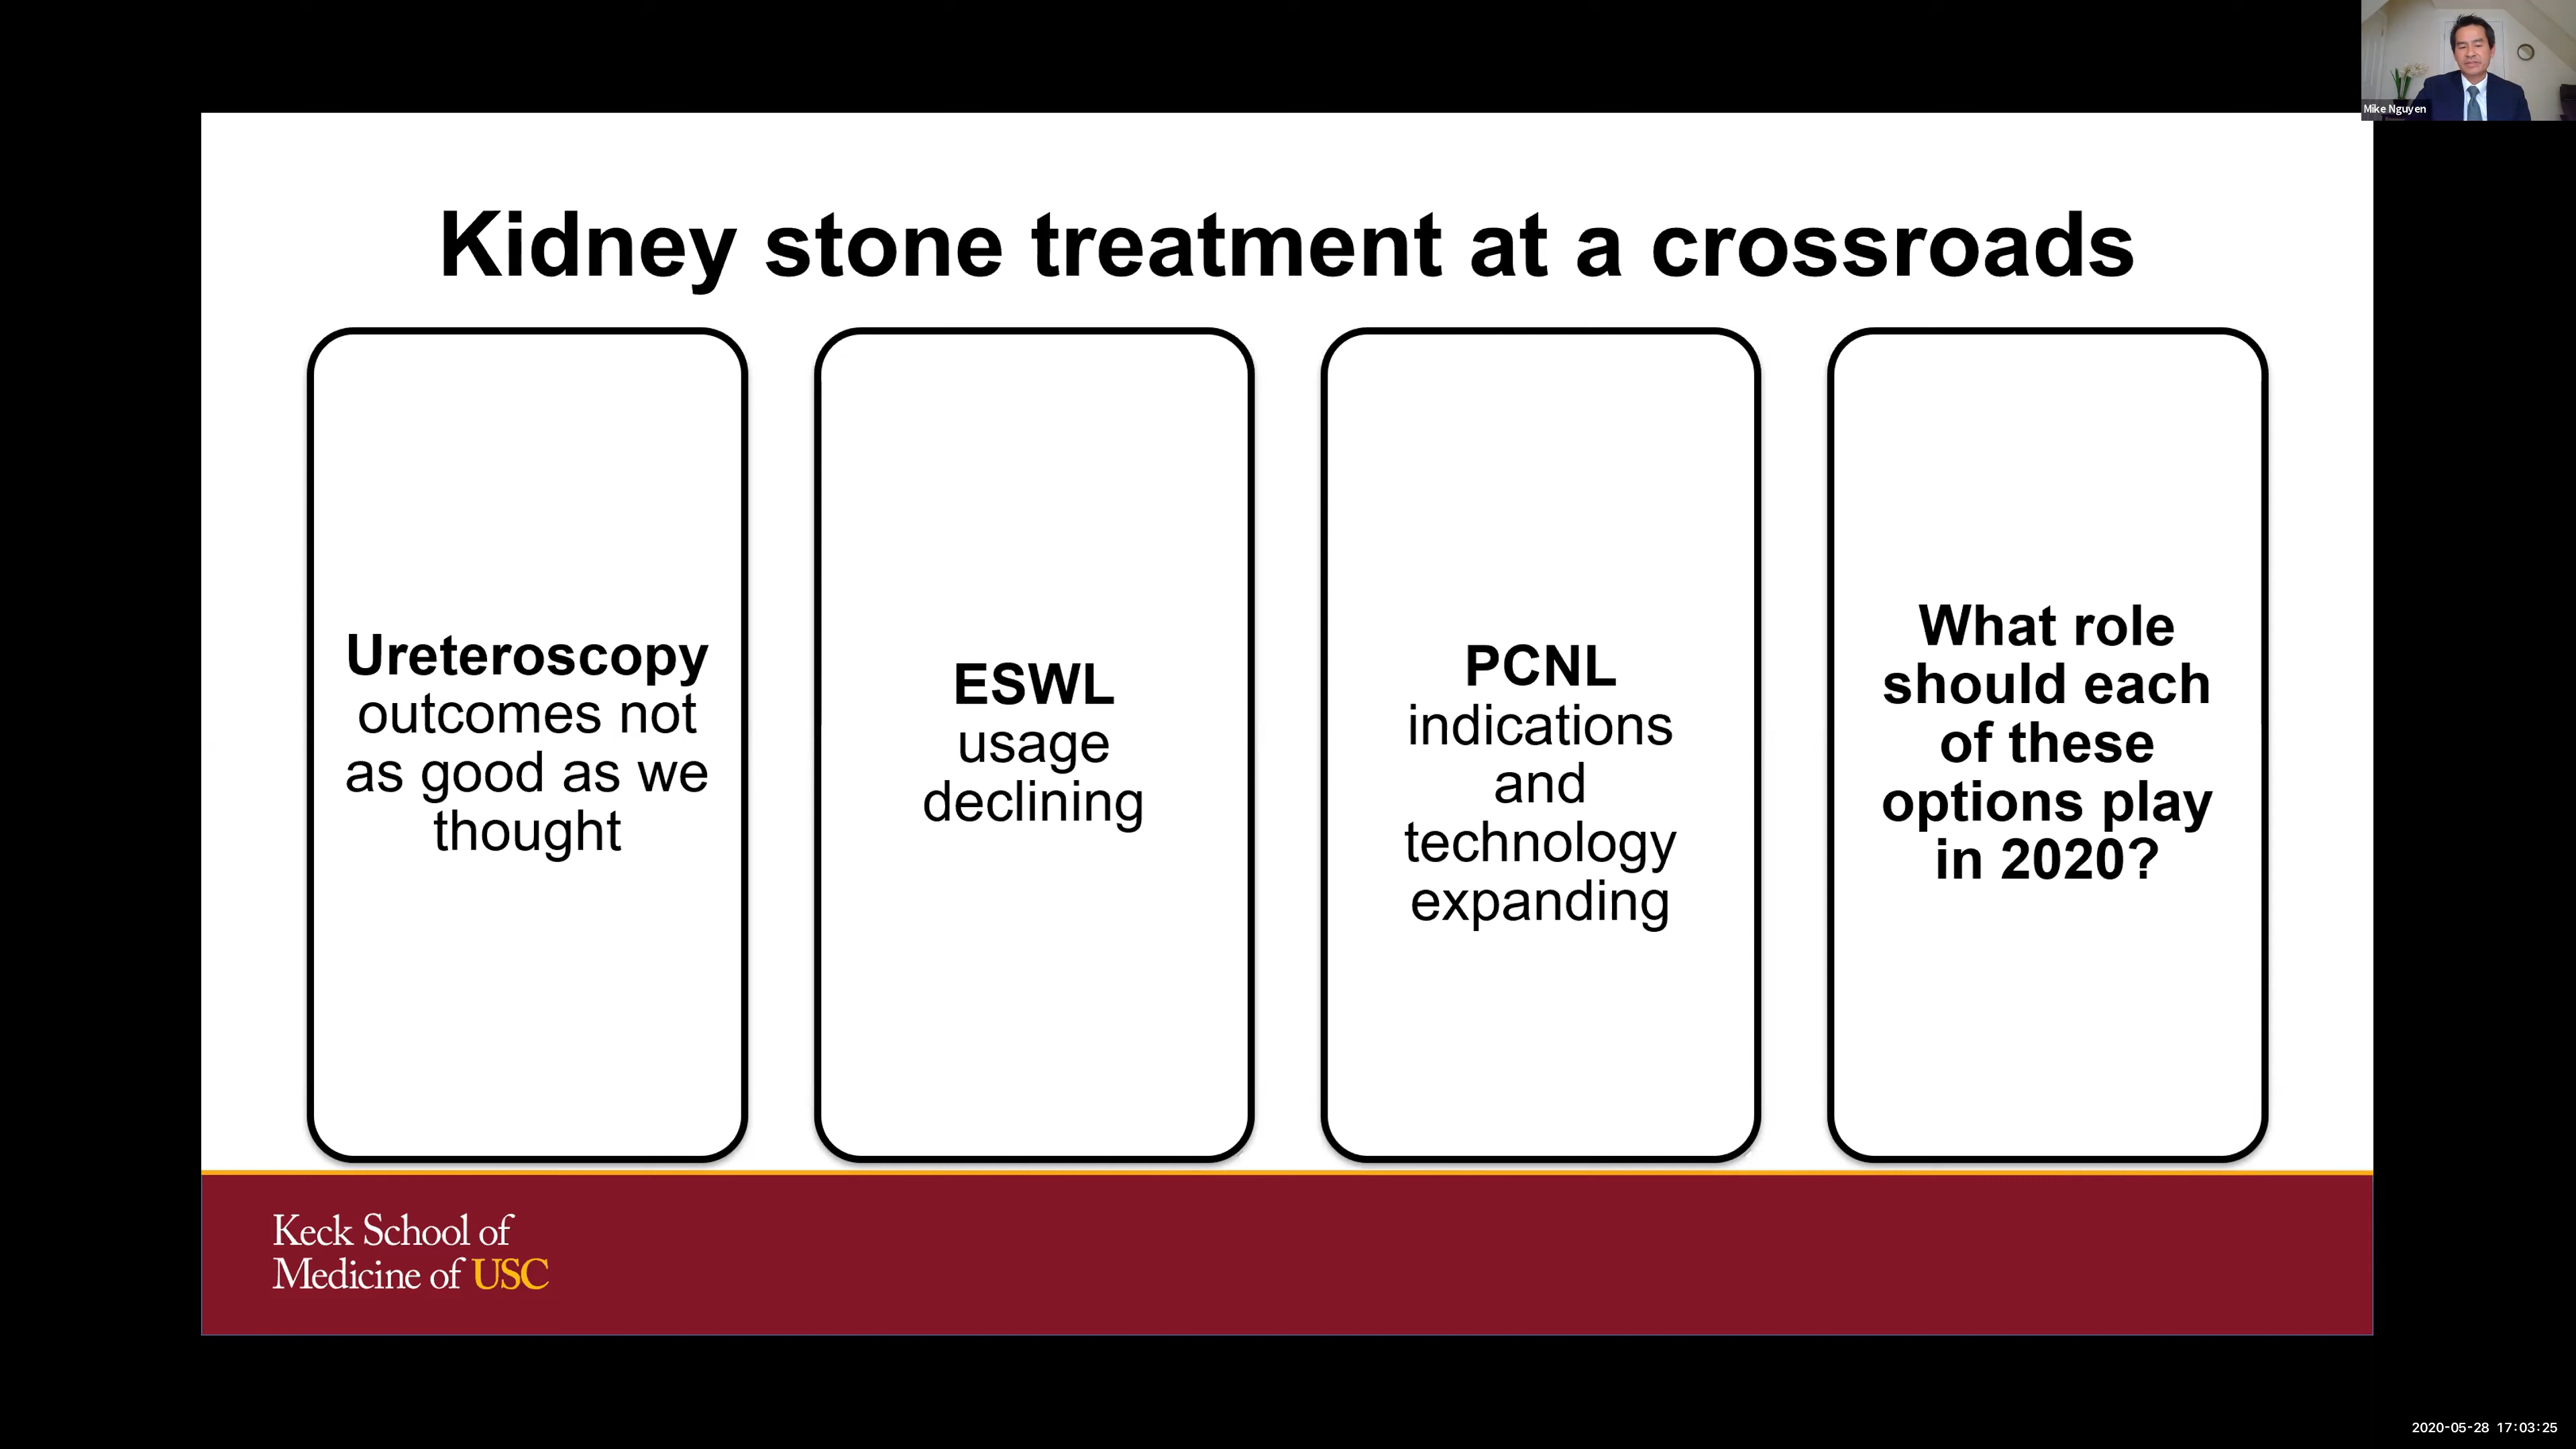 Mike Nguyen
Kidney stone treatment at a crossroads
Ureteroscopy
outcomes not
as good as we
thought
ESWL
usage
declining
PCNL
indications
and
technology
expanding
What role
should each
of these
options play
in 2020?
Keck School of
Medicine of USC
2020-05-28 17:03:25